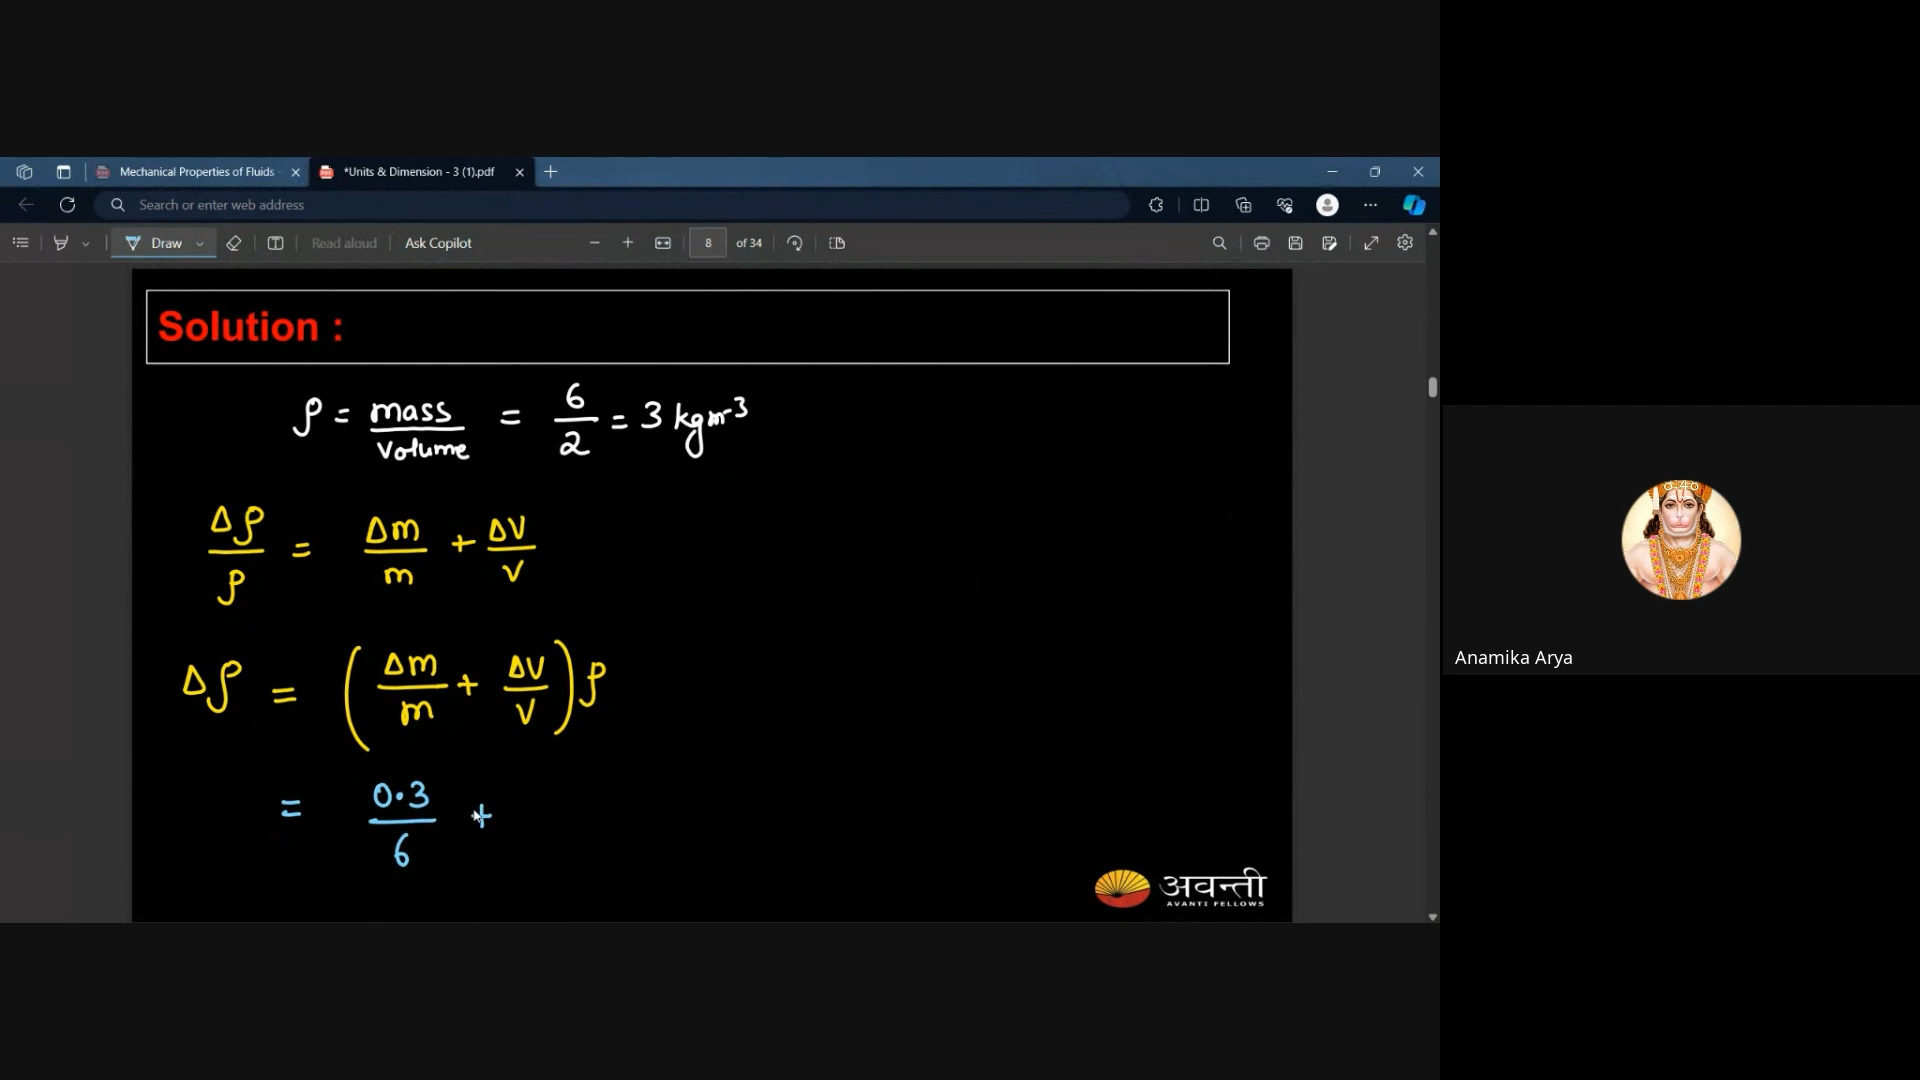 Mechanical Properties of Fluids
*Units & Dimension - 3 (1).pdf
Search or enter web address
Draw
Read aloud
Ask Copilot
8 of 34
Solution :
ρ = mass/volume = 6/2 = 3 kgm⁻³
Δρ/ρ = Δm/m + ΔV/V
Δρ = (Δm/m + ΔV/V)ρ
= 0.3/6 +
अवन्ती
AVANTI FELLOWS
Anamika Arya